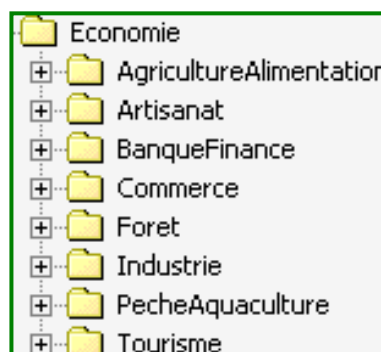 Economie
AgricultureAlimentation
Artisanat
BanqueFinance
Commerce
Foret
Industrie
PecheAquaculture
Tourisme